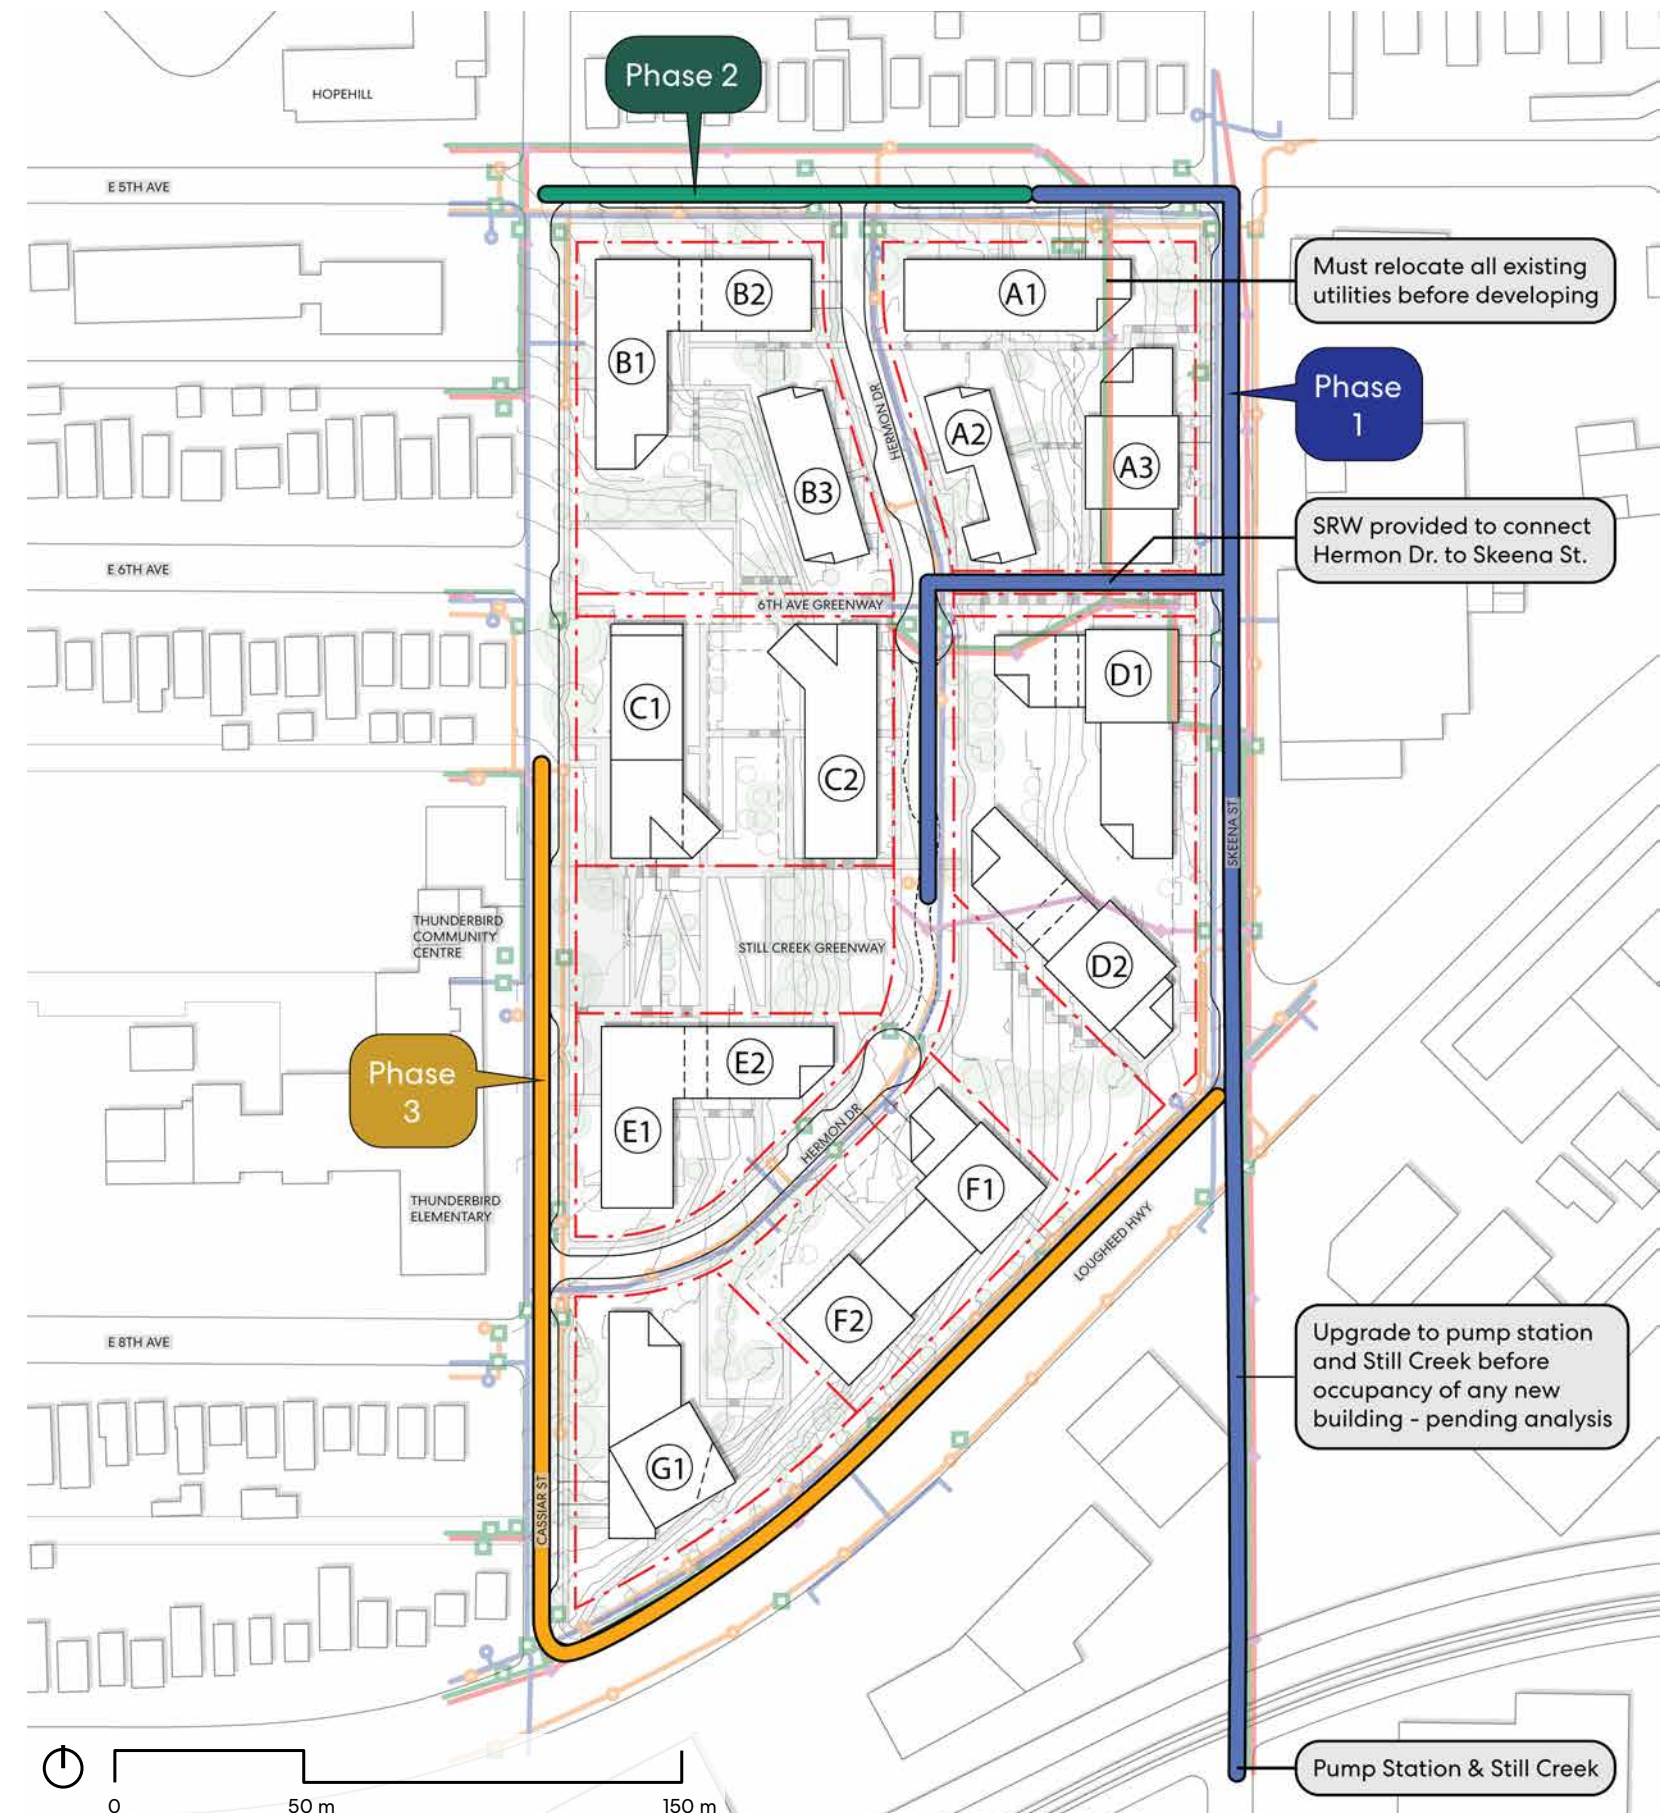 Phase 2
HOPEHILL
E 5TH AVE
Must relocate all existing
utilities before developing
B2
A1
B1
Phase
1
HERMON DR
A2
A3
B3
SRW provided to connect
Hermon Dr. to Skeena St.
E 6TH AVE
6TH AVE GREENWAY
D1
C1
C2
SKEENA ST
THUNDERBIRD
COMMUNITY
CENTRE
STILL CREEK GREENWAY
D2
Phase
3
E2
E1
HERMON DR
F1
THUNDERBIRD
ELEMENTARY
LOUGHEED HWY
F2
E 8TH AVE
Upgrade to pump station
and Still Creek before
occupancy of any new
building - pending analysis
G1
CASSIAR ST
Pump Station & Still Creek
0
50 m
150 m